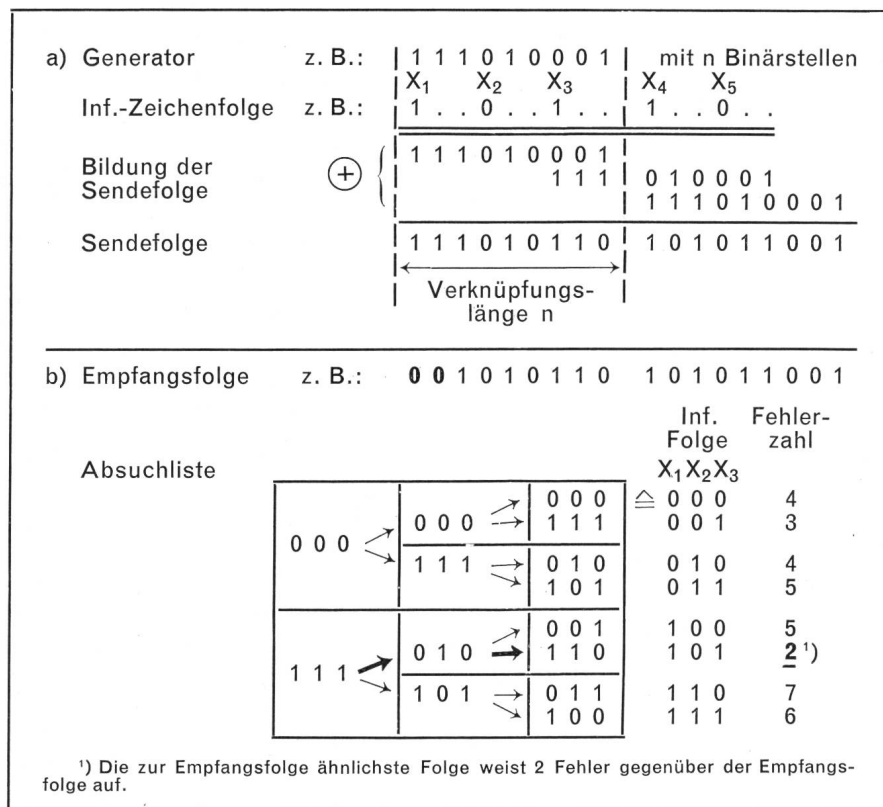 a) Generator z. B.: 1 1 1 0 1 0 0 0 1 mit n Binärstellen
X₁ X₂ X₃ X₄ X₅
Inf.-Zeichenfolge z. B.: 1 . . 0 . . 1 . . 1 . . 0 . .
Bildung der Sendefolge + { 1 1 1 0 1 0 0 0 1
1 1 1 0 1 0 0 0 1
1 1 1 0 1 0 0 0 1
Sendefolge 1 1 1 0 1 0 1 1 0 1 0 1 0 1 1 0 0 1
Verknüpfungs-
länge n
b) Empfangsfolge z. B.: 0 0 1 0 1 0 1 1 0 1 0 1 0 1 1 0 0 1
Inf. Fehler-
Folge zahl
Absuchliste X₁X₂X₃
0 0 0 ≙ 0 0 0 4
0 0 0 1 1 1 0 0 1 3
0 0 0
1 1 1 0 1 0 0 1 0 4
1 0 1 0 1 1 5
0 0 1 1 0 0 5
0 1 0 1 1 0 1 0 1 2 ¹)
1 1 1
1 0 1 0 1 1 1 1 0 7
1 0 0 1 1 1 6
¹) Die zur Empfangsfolge ähnlichste Folge weist 2 Fehler gegenüber der Empfangs-
folge auf.